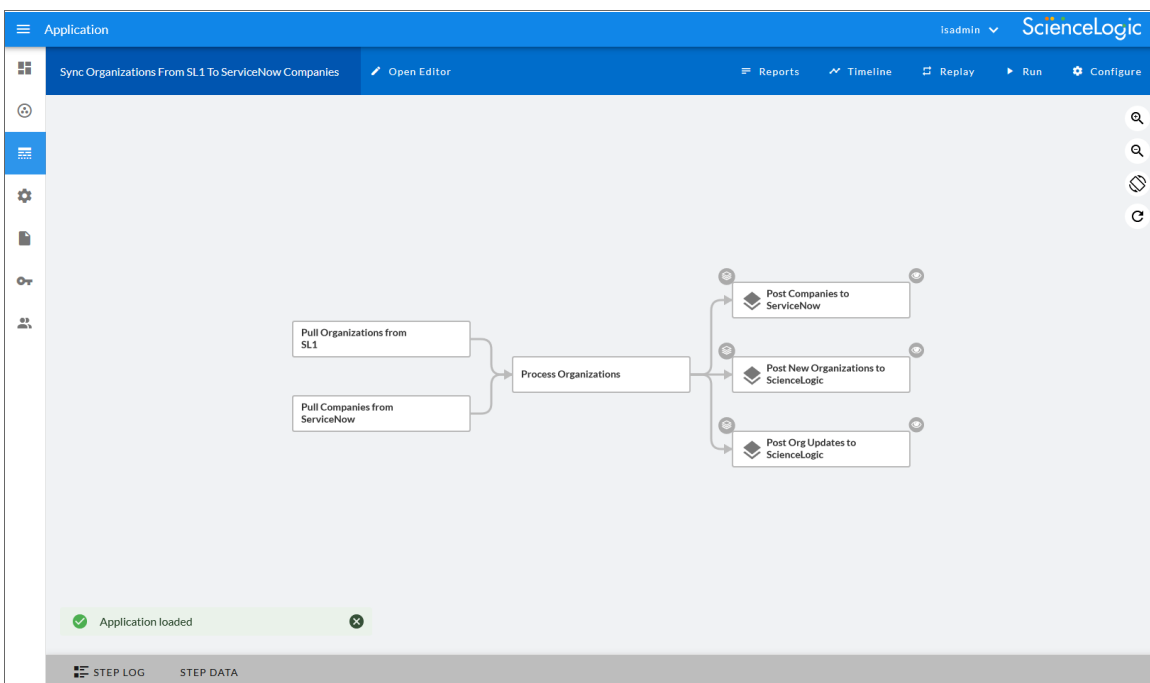 Application
isadmin
ScienceLogic
Sync Organizations From SL1 To ServiceNow Companies
Open Editor
Reports
Timeline
Replay
Run
Configure
Pull Organizations from
SL1
Pull Companies from
ServiceNow
Process Organizations
Post Companies to
ServiceNow
Post New Organizations to
ScienceLogic
Post Org Updates to
ScienceLogic
Application loaded
STEP LOG
STEP DATA